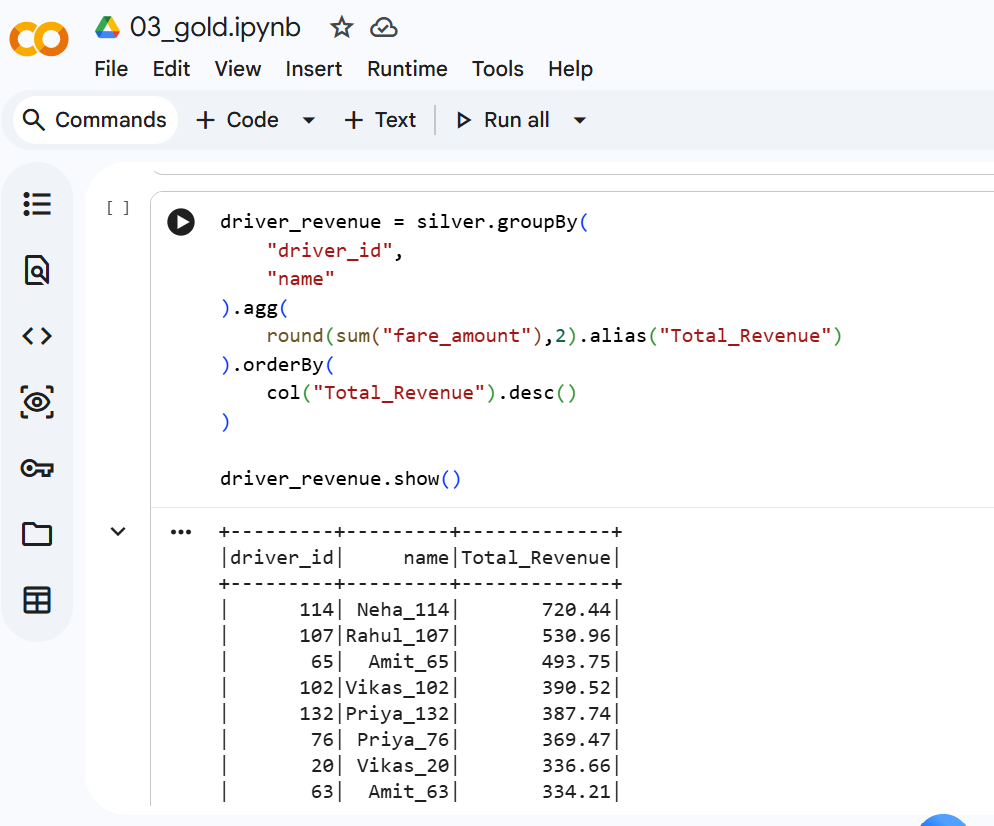 03_gold.ipynb
File Edit View Insert Runtime Tools Help
Commands + Code + Text Run all
[ ]
driver_revenue = silver.groupBy(
    "driver_id",
    "name"
).agg(
    round(sum("fare_amount"),2).alias("Total_Revenue")
).orderBy(
    col("Total_Revenue").desc()
)
driver_revenue.show()
+---------+---------+-------------+
|driver_id|     name|Total_Revenue|
+---------+---------+-------------+
|      114| Neha_114|       720.44|
|      107|Rahul_107|       530.96|
|       65|  Amit_65|       493.75|
|      102|Vikas_102|       390.52|
|      132|Priya_132|       387.74|
|       76| Priya_76|       369.47|
|       20| Vikas_20|       336.66|
|       63|  Amit_63|       334.21|